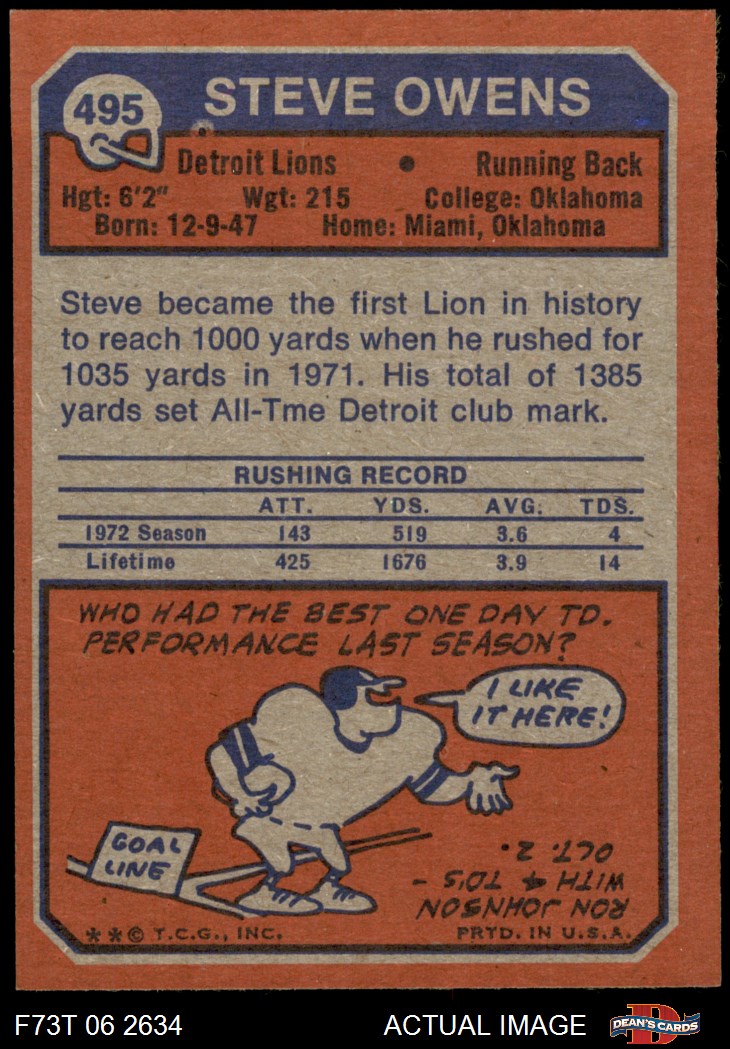 495
STEVE OWENS
Detroit Lions • Running Back
Hgt: 6'2" Wgt: 215 College: Oklahoma
Born: 12-9-47 Home: Miami, Oklahoma
Steve became the first Lion in history
to reach 1000 yards when he rushed for
1035 yards in 1971. His total of 1385
yards set All-Tme Detroit club mark.
RUSHING RECORD
ATT. YDS. AVG. TDS.
1972 Season 143 519 3.6 4
Lifetime 425 1676 3.9 14
WHO HAD THE BEST ONE DAY TD.
PERFORMANCE LAST SEASON?
I LIKE
IT HERE!
GOAL
LINE
RON JOHNSON
WITH 4 TD'S -
OCT. 2.
**© T.C.G., INC. PRTD. IN U.S.A.
F73T 06 2634 ACTUAL IMAGE
D
DEAN'S CARDS